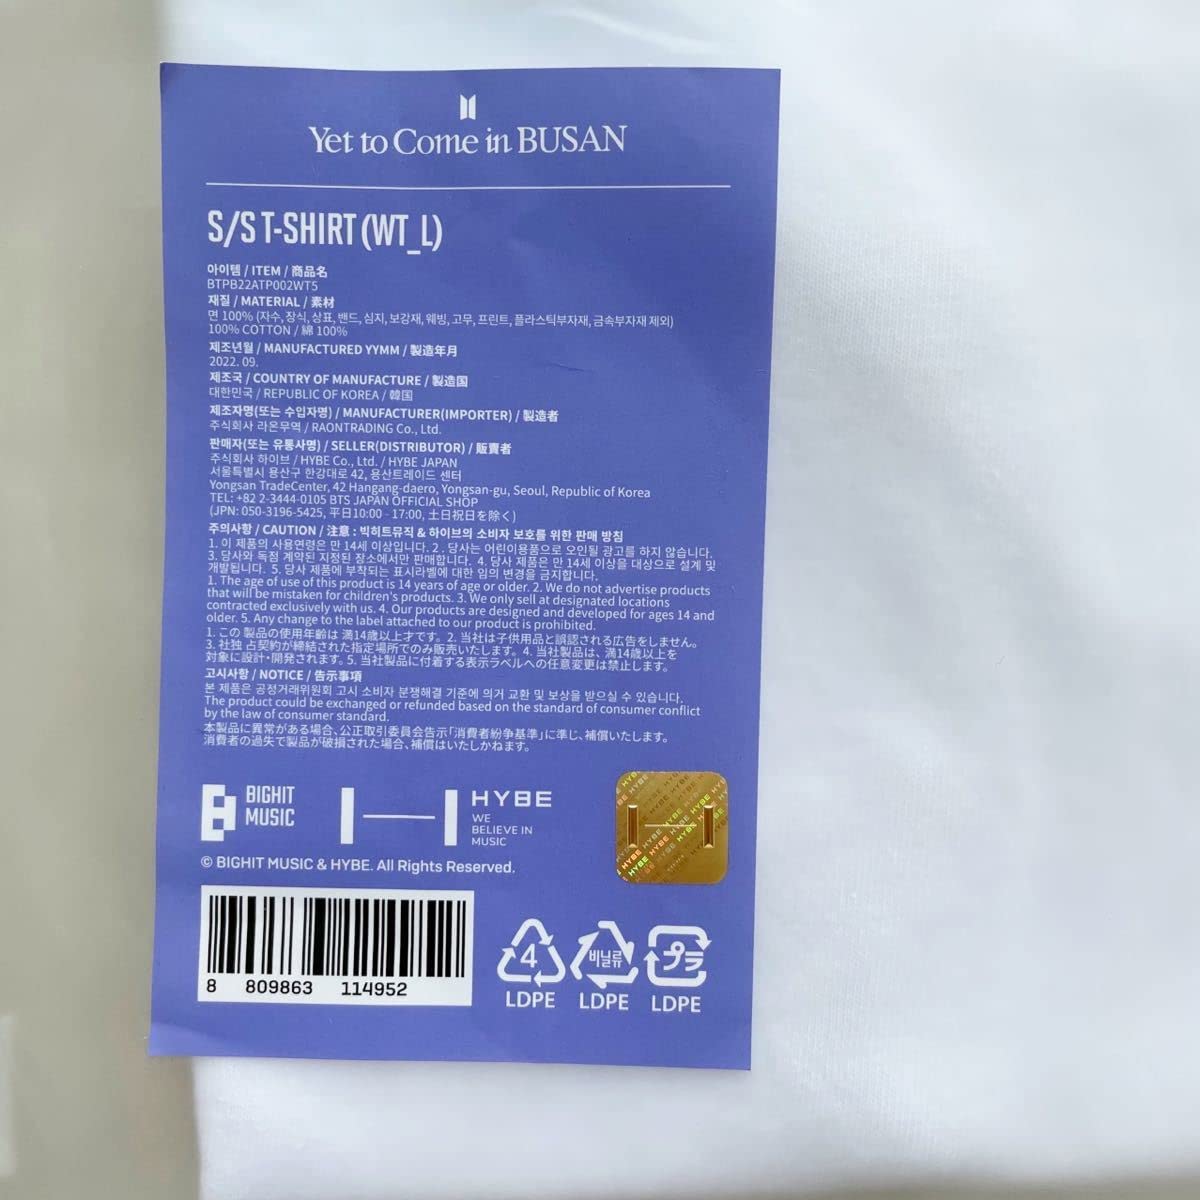 Yet to Come in BUSAN
S/S T-SHIRT (WT_L)
아이템 / ITEM / 商品名
BTPB22ATP002WT5
재질 / MATERIAL / 素材
면 100% (자수, 장식, 상표, 밴드, 심지, 보강재, 웨빙, 고무, 프린트, 플라스틱부자재, 금속부자재 제외)
100% COTTON / 綿 100%
제조년월 / MANUFACTURED YYMM / 製造年月
2022. 09.
제조국 / COUNTRY OF MANUFACTURE / 製造国
대한민국 / REPUBLIC OF KOREA / 韓国
제조자명(또는 수입자명) / MANUFACTURER(IMPORTER) / 製造者
주식회사 라온무역 / RAONTRADING Co., Ltd.
판매자(또는 유통사명) / SELLER(DISTRIBUTOR) / 販賣者
주식회사 하이브 / HYBE Co., Ltd. / HYBE JAPAN
서울특별시 용산구 한강대로 42, 용산트레이드 센터
Yongsan TradeCenter, 42 Hangang-daero, Yongsan-gu, Seoul, Republic of Korea
TEL: +82 2-3444-0105 BTS JAPAN OFFICIAL SHOP
(JPN: 050-3196-5425, 平日10:00 - 17:00, 土日祝日を除く)
주의사항 / CAUTION / 注意 : 빅히트뮤직 & 하이브의 소비자 보호를 위한 판매 방침
1. 이 제품의 사용연령은 만 14세 이상입니다. 2 . 당사는 어린이용품으로 오인될 광고를 하지 않습니다.
3. 당사와 독점 계약된 지정된 장소에서만 판매합니다. 4. 당사 제품은 만 14세 이상을 대상으로 설계 및
개발됩니다. 5. 당사 제품에 부착되는 표시라벨에 대한 임의 변경을 금지합니다.
1. The age of use of this product is 14 years of age or older. 2. We do not advertise products
that will be mistaken for children's products. 3. We only sell at designated locations
contracted exclusively with us. 4. Our products are designed and developed for ages 14 and
older. 5. Any change to the label attached to our product is prohibited.
1. この 製品の使用年齢は 満14歳以上才です。2. 当社は子供用品と誤認される広告をしません。
3. 社独 占契約が締結された指定場所でのみ販売いたします。4. 当社製品は、満14歳以上を
対象に設計・開発されます。5. 当社製品に付着する表示ラベルへの任意変更は禁止します。
고시사항 / NOTICE / 告示事項
본 제품은 공정거래위원회 고시 소비자 분쟁해결 기준에 의거 교환 및 보상을 받으실 수 있습니다.
The product could be exchanged or refunded based on the standard of consumer conflict
by the law of consumer standard.
本製品に異常がある場合、公正取引委員会告示「消費者紛争基準」に準じ、補償いたします。
消費者の過失で製品が破損された場合、補償はいたしかねます。
BIGHIT
MUSIC
HYBE
WE
BELIEVE IN
MUSIC
© BIGHIT MUSIC & HYBE. All Rights Reserved.
8 809863 114952
4
LDPE
비닐류
LDPE
プラ
LDPE